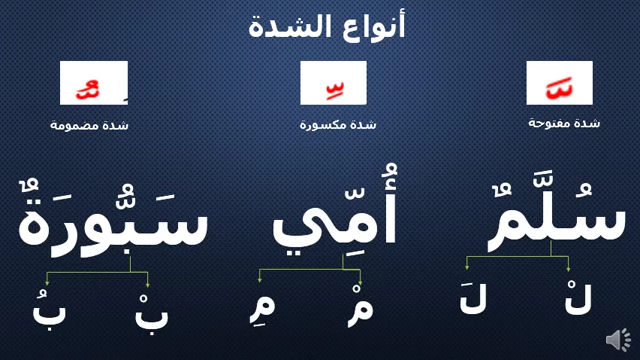 أنواع الشدة
شدة مفتوحة شدة مكسورة شدة مضمومة
سُلَّمٌ أُمِّي سَبُّورَةٌ
لْ لَ مْ مِ بْ بُ